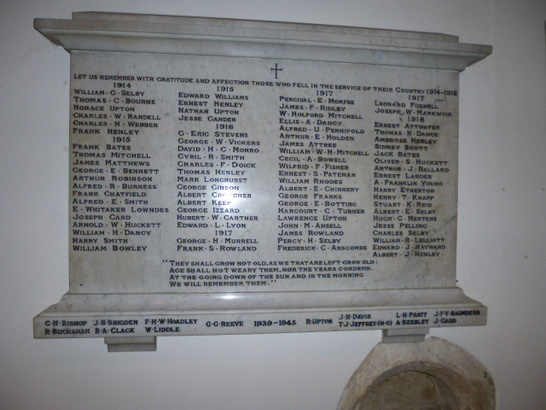 LET US REMEMBER WITH GRATITUDE AND AFFECTION THOSE WHO FELL IN THE SERVICE OF THEIR COUNTRY 1914-1918
1914
WILLIAM·G·SELBY
THOMAS·C·BOURNE
HORACE UPTON
CHARLES·W·RANDELL
CHARLES·H·WEBBER
FRANK HENLEY
1915
FRANK BATES
THOMAS MITCHELL
JAMES MATTHEWS
GEORGE·E·BENNETT
ARTHUR ROBINSON
ALFRED·R·BURNESS
FRANK CHATFIELD
ALFRED·E·SMITH
E·WHITAKER LOWNDES
JOSEPH CARD
ARNOLD·W·HUCKETT
WILLIAM·H·DANCY
HARRY SMITH
WILLIAM BOWLEY
1915
EDWARD WILLIAMS
ERNEST HENLEY
NATHAN UPTON
JESSE GANDER
1916
G·ERIC STEVENS
GEORGE·W·VICKERS
DAVID·H·C·MONRO
CYRIL·R·SMITH
CHARLES·F·DOICK
THOMAS HENLEY
MARK LONGHURST
GEORGE GIBSON
ALBERT
ALBERT KEEP
GEORGE IZZARD
HUBERT·W·GARTNER
EDWARD·L·LYON
1917
GEORGE·H·MURRELL
FRANK·S·ROWLAND
1917
PERCIVAL·E·MORFEE
JAMES·F·RIDLEY
W·HOLFORD MITCHELL
ELLIS·A·DANCY
ALFRED·U·PENNIFOLD
ARTHUR·E·HOLDEN
JAMES ATTREE
WILLIAM·W·H·MITCHELL
CECIL·A·BOWELL
WILFRID·F·FISHER
ERNEST·S·PATEMAN
WILLIAM RHODES
ALBERT·E·CHINNERY
GEORGE FRANKS
GEORGE·E·BOTTING
HARCOURT·C·TURNER
LAWRENCE UPTON
JOHN·M·ANSELL
JAMES ROWLAND
PERCY·H·SELBY
FREDERICK·C·ANSCOMBE
1917
LEONARD FUSNELL
JOSEPH·W·MARKWICK
1918
ERNEST ATTWATER
THOMAS·H·DANCE
AMBROSE HENLEY
SIDNEY SCOTT
JACK BATES
OLIVER·S·HUCKETT
ARTHUR·J·BALLARD
ERNEST LAKER
A·FRANKLIN YOUNG
HARRY ETHERTON
HENRY·T·KNAPP
STUART·K·REID
ALBERT·E·SELBY
HUGH·C·MERTENS
JESSE PELLING
CHARLES SELBY
WILLIAM·R·LELLIOTT
EDWARD·J·HAYWARD
ALBERT·J·HENLEY
"THEY SHALL GROW NOT OLD, AS WE THAT ARE LEFT GROW OLD:
AGE SHALL NOT WEARY THEM, NOR THE YEARS CONDEMN.
AT THE GOING DOWN OF THE SUN AND IN THE MORNING
WE WILL REMEMBER THEM."
C·H·BISHOP J·B·BRIGDEN F·H·W·HOADLEY G·G·REEVE 1939-1945 R·UPTON J·H·DAVIS L·H·PRATT J·F·V·SAUNDERS
R·BUCHANAN B·A·CLACK W·LIDDLE T·J·JEFFREY(H·G) A·BEESLEY J·GADD